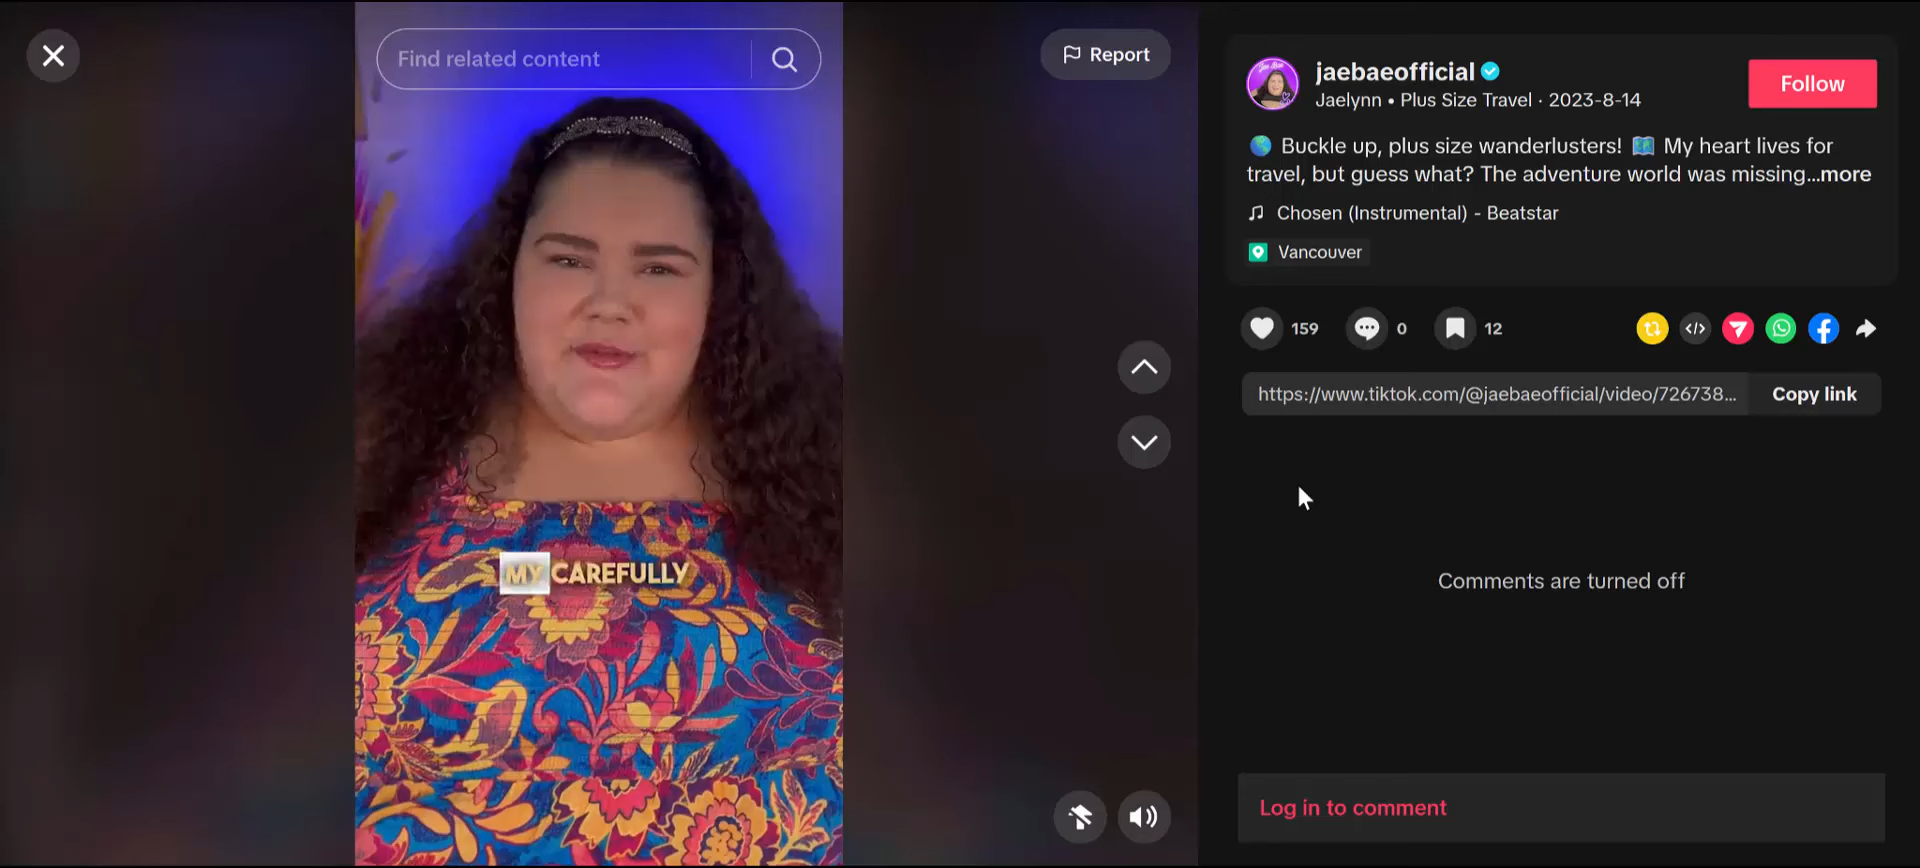 Find related content
Report
MY CAREFULLY
jaebaeofficial
Jaelynn • Plus Size Travel · 2023-8-14
Follow
🌎 Buckle up, plus size wanderlusters! 🗺️ My heart lives for
travel, but guess what? The adventure world was missing...more
Chosen (Instrumental) - Beatstar
Vancouver
159
0
12
https://www.tiktok.com/@jaebaeofficial/video/726738...
Copy link
Comments are turned off
Log in to comment